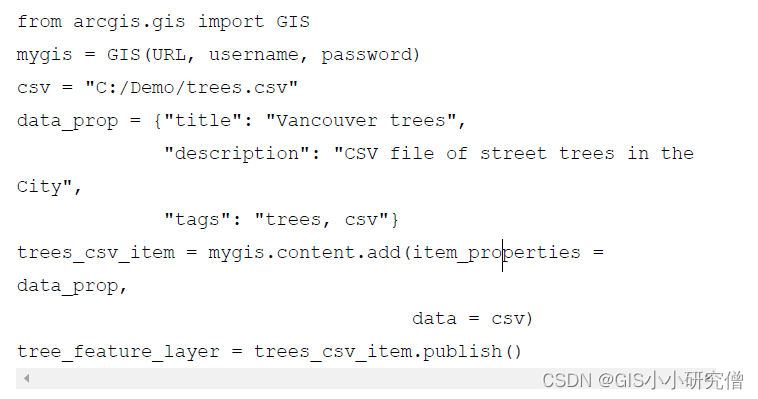 from arcgis.gis import GIS
mygis = GIS(URL, username, password)
csv = "C:/Demo/trees.csv"
data_prop = {"title": "Vancouver trees",
             "description": "CSV file of street trees in the
City",
             "tags": "trees, csv"}
trees_csv_item = mygis.content.add(item_properties =
data_prop,
                                   data = csv)
tree_feature_layer = trees_csv_item.publish()
CSDN @GIS小小研究僧